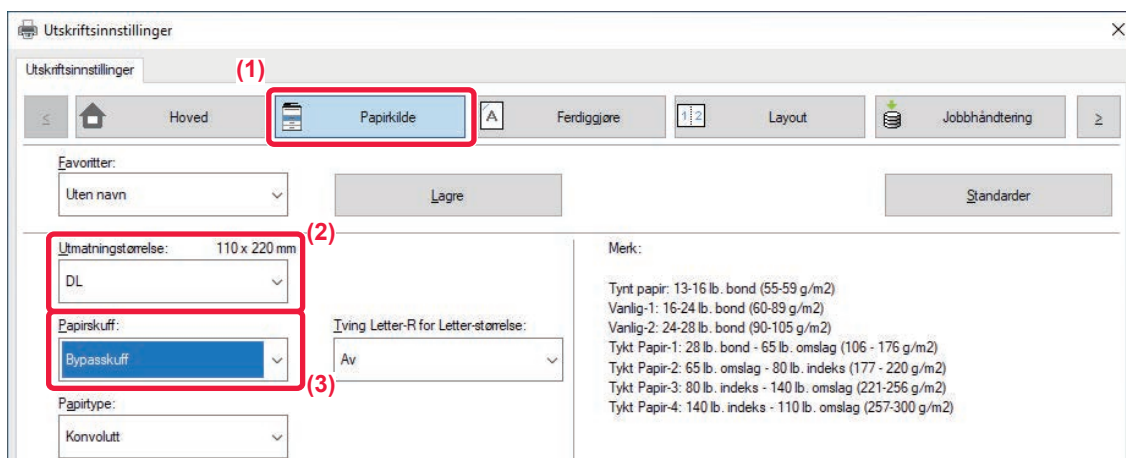 Utskriftsinnstillinger
Utskriftsinnstillinger
(1)
< Hoved Papirkilde Ferdiggjøre Layout Jobbhåndtering >
Favoritter:
Uten navn
Lagre
Standarder
(2)
Utmatningstørrelse: 110 x 220 mm
DL
Papirskuff:
Bypasskuff
(3)
Tving Letter-R for Letter-størrelse:
Av
Papirtype:
Konvolutt
Merk:
Tynt papir: 13-16 lb. bond (55-59 g/m2)
Vanlig-1: 16-24 lb. bond (60-89 g/m2)
Vanlig-2: 24-28 lb. bond (90-105 g/m2)
Tykt Papir-1: 28 lb. bond - 65 lb. omslag (106 - 176 g/m2)
Tykt Papir-2: 65 lb. omslag - 80 lb. indeks (177 - 220 g/m2)
Tykt Papir-3: 80 lb. indeks - 140 lb. omslag (221-256 g/m2)
Tykt Papir-4: 140 lb. indeks - 110 lb. omslag (257-300 g/m2)